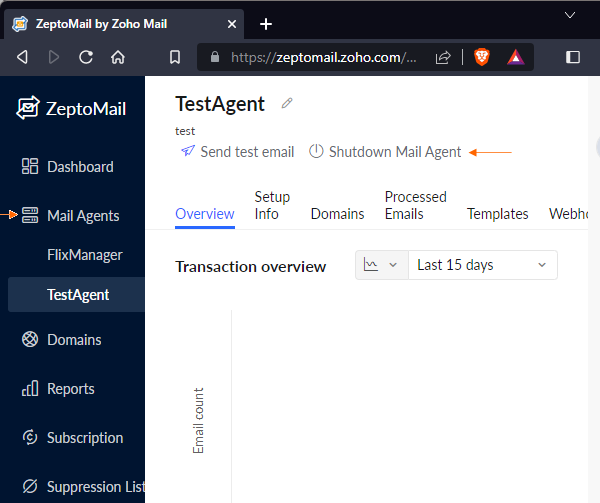 ZeptoMail by Zoho Mail
https://zeptomail.zoho.com/...
ZeptoMail
Dashboard
Mail Agents
FlixManager
TestAgent
Domains
Reports
Subscription
Suppression List
TestAgent
test
Send test email
Shutdown Mail Agent
Overview
Setup
Info
Domains
Processed
Emails
Templates
Webho
Transaction overview
Last 15 days
Email count